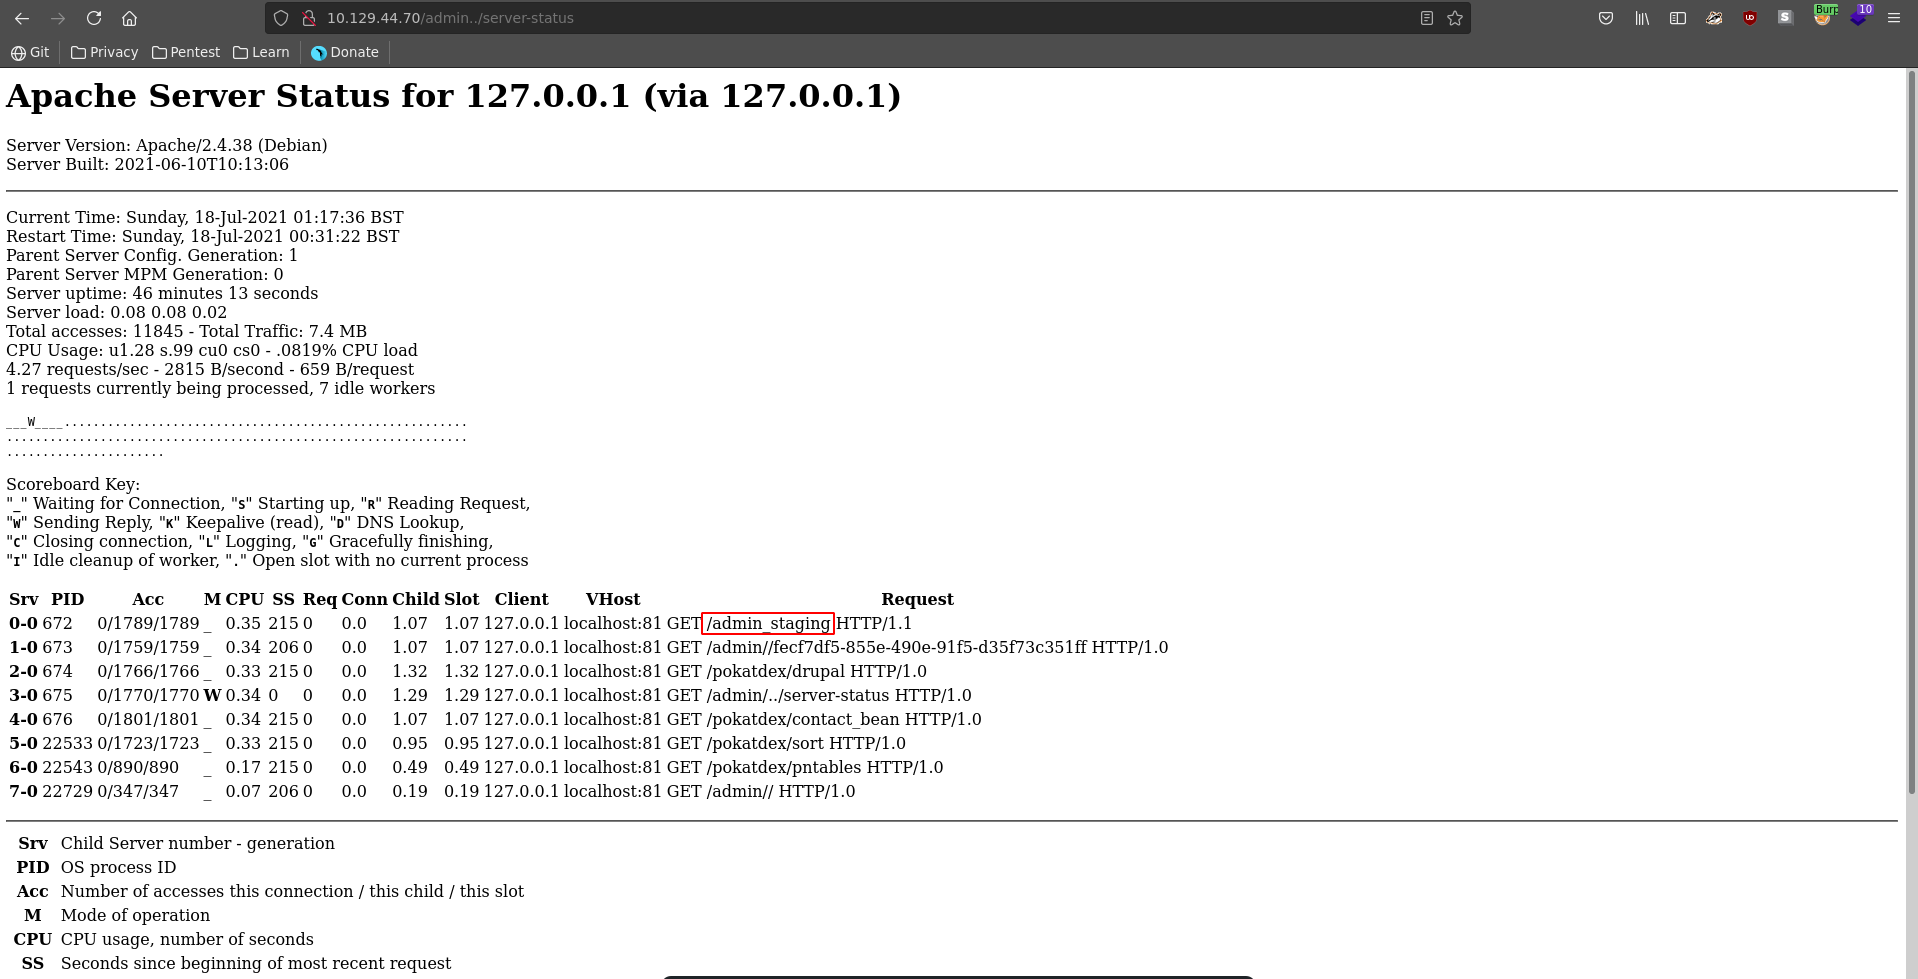 10.129.44.70/admin../server-status
Burp
10
Git Privacy Pentest Learn Donate
Apache Server Status for 127.0.0.1 (via 127.0.0.1)
Server Version: Apache/2.4.38 (Debian)
Server Built: 2021-06-10T10:13:06
Current Time: Sunday, 18-Jul-2021 01:17:36 BST
Restart Time: Sunday, 18-Jul-2021 00:31:22 BST
Parent Server Config. Generation: 1
Parent Server MPM Generation: 0
Server uptime: 46 minutes 13 seconds
Server load: 0.08 0.08 0.02
Total accesses: 11845 - Total Traffic: 7.4 MB
CPU Usage: u1.28 s.99 cu0 cs0 - .0819% CPU load
4.27 requests/sec - 2815 B/second - 659 B/request
1 requests currently being processed, 7 idle workers
___W____........................................................
................................................................
......................
Scoreboard Key:
"_" Waiting for Connection, "S" Starting up, "R" Reading Request,
"W" Sending Reply, "K" Keepalive (read), "D" DNS Lookup,
"C" Closing connection, "L" Logging, "G" Gracefully finishing,
"I" Idle cleanup of worker, "." Open slot with no current process
Srv PID Acc M CPU SS Req Conn Child Slot Client VHost Request
0-0 672 0/1789/1789 _ 0.35 215 0 0.0 1.07 1.07 127.0.0.1 localhost:81 GET /admin_staging HTTP/1.1
1-0 673 0/1759/1759 _ 0.34 206 0 0.0 1.07 1.07 127.0.0.1 localhost:81 GET /admin//fecf7df5-855e-490e-91f5-d35f73c351ff HTTP/1.0
2-0 674 0/1766/1766 _ 0.33 215 0 0.0 1.32 1.32 127.0.0.1 localhost:81 GET /pokatdex/drupal HTTP/1.0
3-0 675 0/1770/1770 W 0.34 0 0 0.0 1.29 1.29 127.0.0.1 localhost:81 GET /admin/../server-status HTTP/1.0
4-0 676 0/1801/1801 _ 0.34 215 0 0.0 1.07 1.07 127.0.0.1 localhost:81 GET /pokatdex/contact_bean HTTP/1.0
5-0 22533 0/1723/1723 _ 0.33 215 0 0.0 0.95 0.95 127.0.0.1 localhost:81 GET /pokatdex/sort HTTP/1.0
6-0 22543 0/890/890 _ 0.17 215 0 0.0 0.49 0.49 127.0.0.1 localhost:81 GET /pokatdex/pntables HTTP/1.0
7-0 22729 0/347/347 _ 0.07 206 0 0.0 0.19 0.19 127.0.0.1 localhost:81 GET /admin// HTTP/1.0
Srv Child Server number - generation
PID OS process ID
Acc Number of accesses this connection / this child / this slot
M Mode of operation
CPU CPU usage, number of seconds
SS Seconds since beginning of most recent request